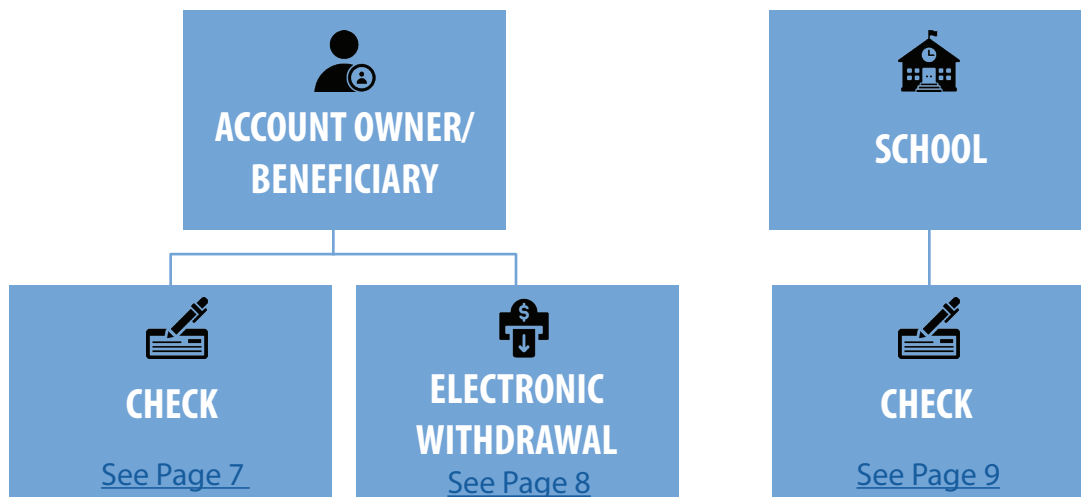 ACCOUNT OWNER/
BENEFICIARY
SCHOOL
CHECK
See Page 7
ELECTRONIC
WITHDRAWAL
See Page 8
CHECK
See Page 9